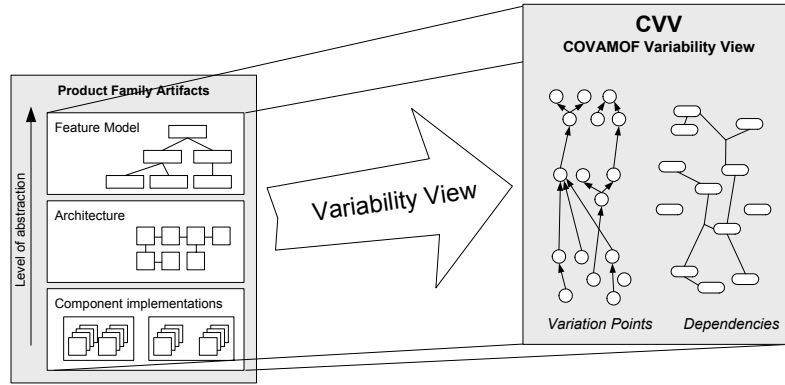 Product Family Artifacts
Level of abstraction
Feature Model
Architecture
Component implementations
Variability View
CVV
COVAMOF Variability View
Variation Points
Dependencies